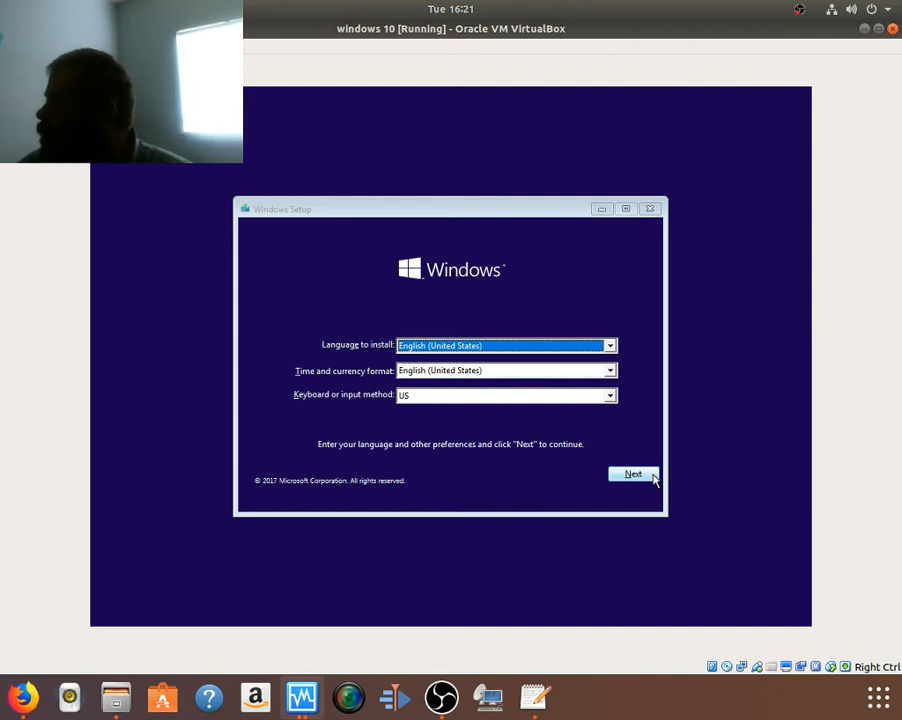 Tue 16:21
windows 10 [Running] - Oracle VM VirtualBox
Windows Setup
Windows
Language to install: English (United States)
Time and currency format: English (United States)
Keyboard or input method: US
Enter your language and other preferences and click "Next" to continue.
Next
© 2017 Microsoft Corporation. All rights reserved.
Right Ctrl